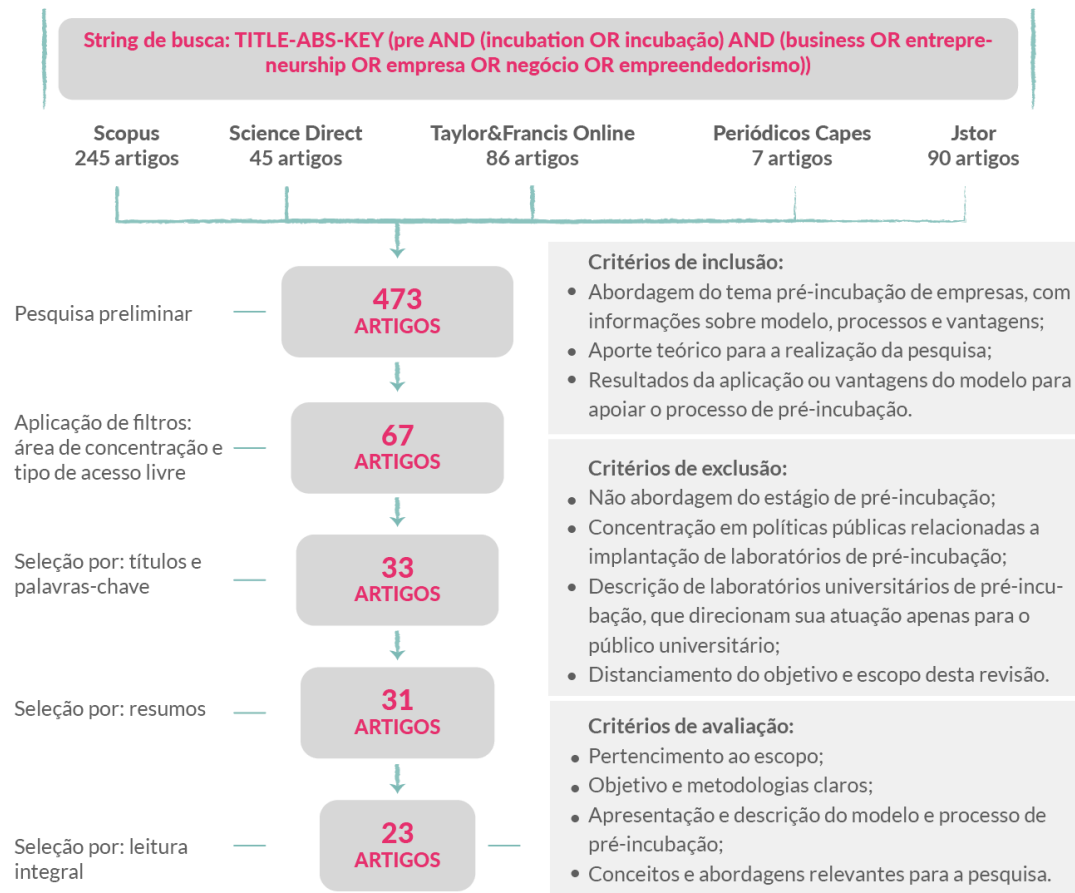 String de busca: TITLE-ABS-KEY (pre AND (incubation OR incubação) AND (business OR entrepre-
neurship OR empresa OR negócio OR empreendedorismo))
Scopus
245 artigos
Science Direct
45 artigos
Taylor&Francis Online
86 artigos
Periódicos Capes
7 artigos
Jstor
90 artigos
Pesquisa preliminar
473
ARTIGOS
Aplicação de filtros:
área de concentração e
tipo de acesso livre
67
ARTIGOS
Seleção por: títulos e
palavras-chave
33
ARTIGOS
Seleção por: resumos
31
ARTIGOS
Seleção por: leitura
integral
23
ARTIGOS
Critérios de inclusão:
• Abordagem do tema pré-incubação de empresas, com
informações sobre modelo, processos e vantagens;
• Aporte teórico para a realização da pesquisa;
• Resultados da aplicação ou vantagens do modelo para
apoiar o processo de pré-incubação.
Critérios de exclusão:
• Não abordagem do estágio de pré-incubação;
• Concentração em políticas públicas relacionadas a
implantação de laboratórios de pré-incubação;
• Descrição de laboratórios universitários de pré-incu-
bação, que direcionam sua atuação apenas para o
público universitário;
• Distanciamento do objetivo e escopo desta revisão.
Critérios de avaliação:
• Pertencimento ao escopo;
• Objetivo e metodologias claros;
• Apresentação e descrição do modelo e processo de
pré-incubação;
• Conceitos e abordagens relevantes para a pesquisa.